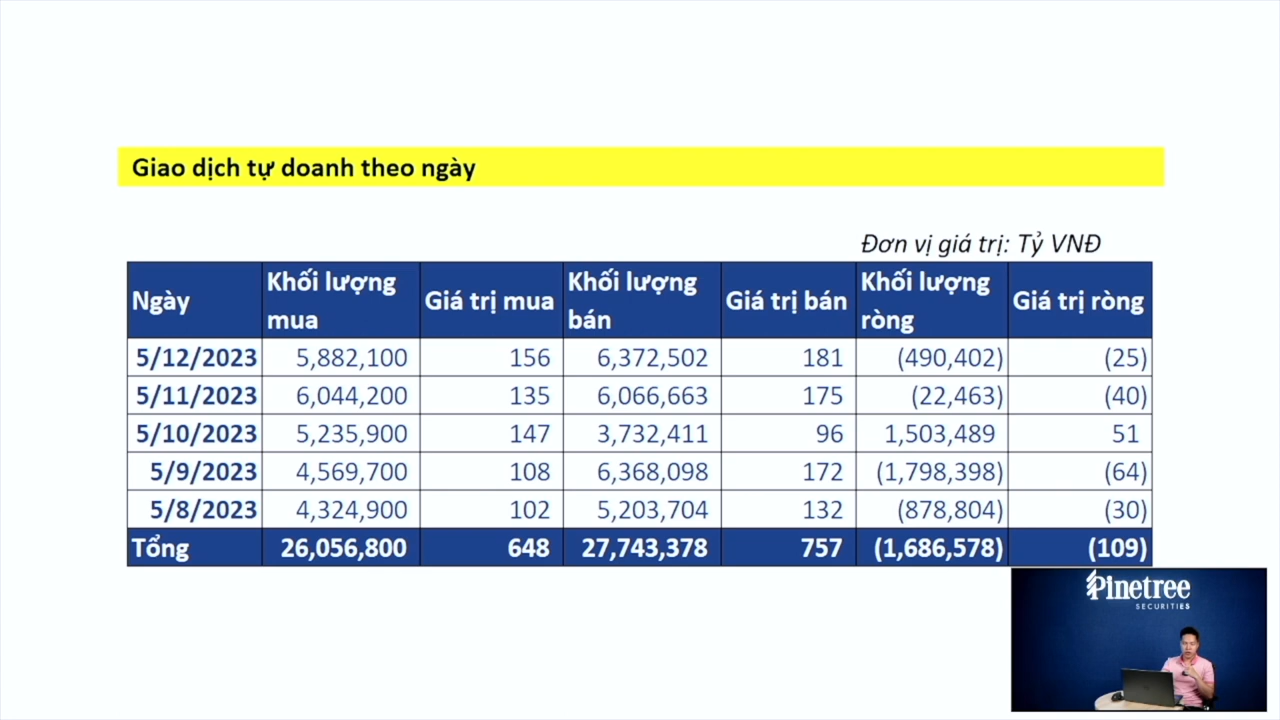 Giao dịch tự doanh theo ngày
Đơn vị giá trị: Tỷ VNĐ
Ngày Khối lượng mua Giá trị mua Khối lượng bán Giá trị bán Khối lượng ròng Giá trị ròng
5/12/2023 5,882,100 156 6,372,502 181 (490,402) (25)
5/11/2023 6,044,200 135 6,066,663 175 (22,463) (40)
5/10/2023 5,235,900 147 3,732,411 96 1,503,489 51
5/9/2023 4,569,700 108 6,368,098 172 (1,798,398) (64)
5/8/2023 4,324,900 102 5,203,704 132 (878,804) (30)
Tổng 26,056,800 648 27,743,378 757 (1,686,578) (109)
Pinetree
SECURITIES